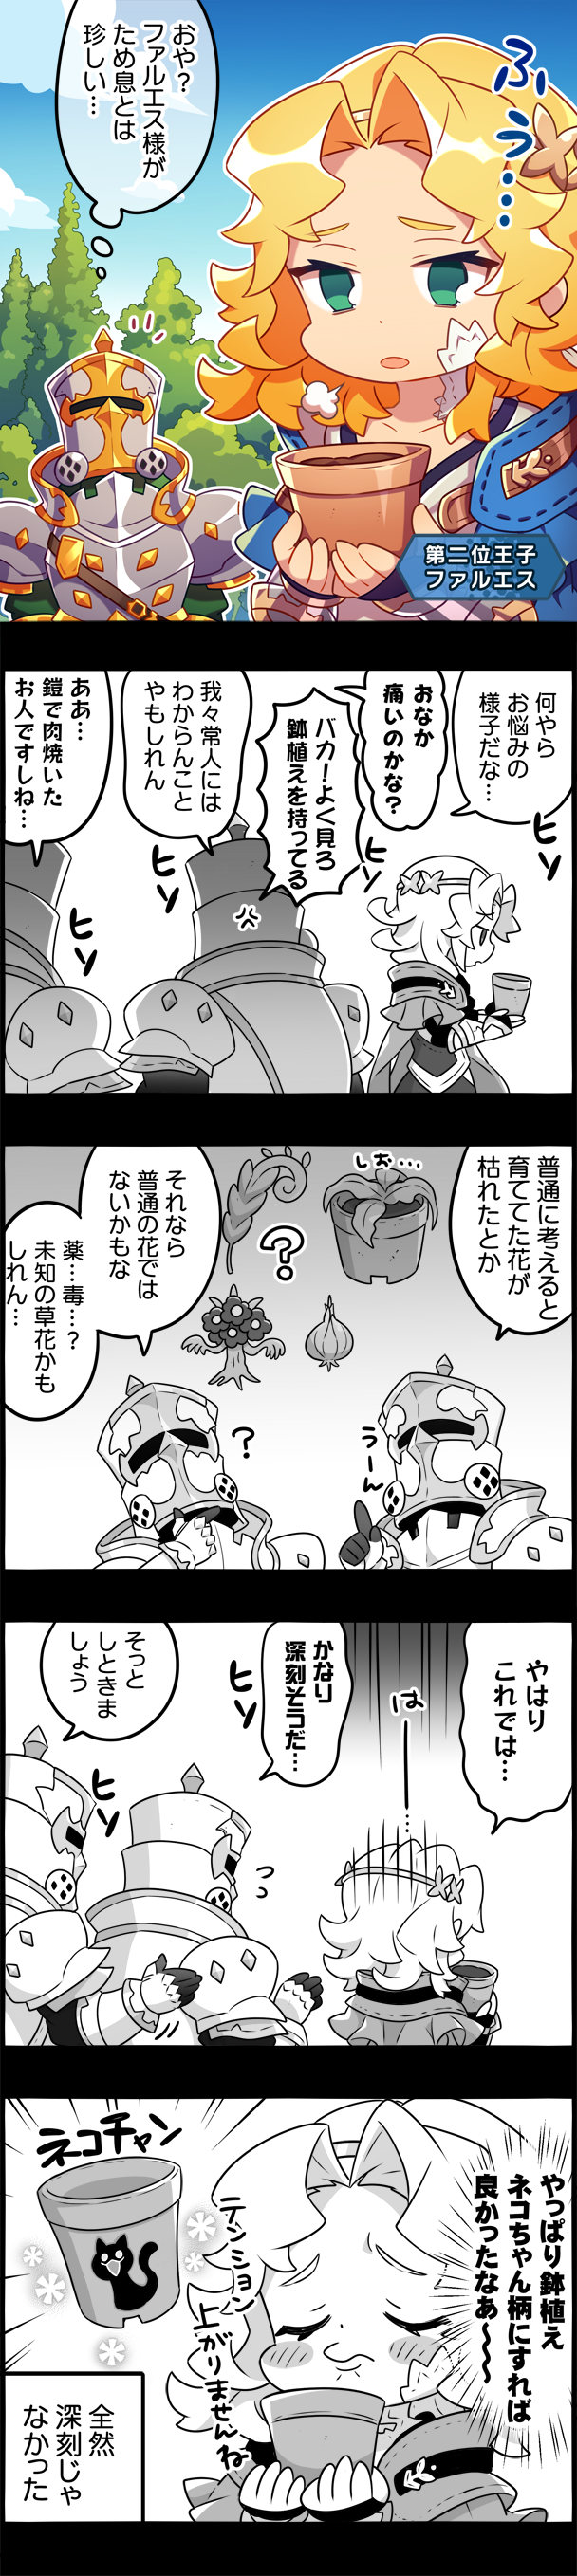 ふぅ…
おや？
ファルエス様が
ため息とは
珍しい…
第二位王子
ファルエス
何やら
お悩みの
様子だな…
ヒソ
おなか
痛いのかな？
バカ！よく見ろ
鉢植えを持ってる
ヒソ
我々常人には
わからんこと
やもしれん
ヒソ
ああ…
鎧で肉焼いた
お人ですしね…
ヒソ
普通に考えると
育ててた花が
枯れたとか
しお…
？
うーん
それなら
普通の花では
ないかもな
？
薬…毒…？
未知の草花かも
しれん…
やはり
これでは…
は――…
かなり
深刻そうだ…
ヒソ
そっと
しときま
しょう
ヒソ
やっぱり鉢植え
ネコちゃん柄にすれば
良かったなあ～～
テンション
上がりませんね
ネコチャン
全然
深刻じゃ
なかった